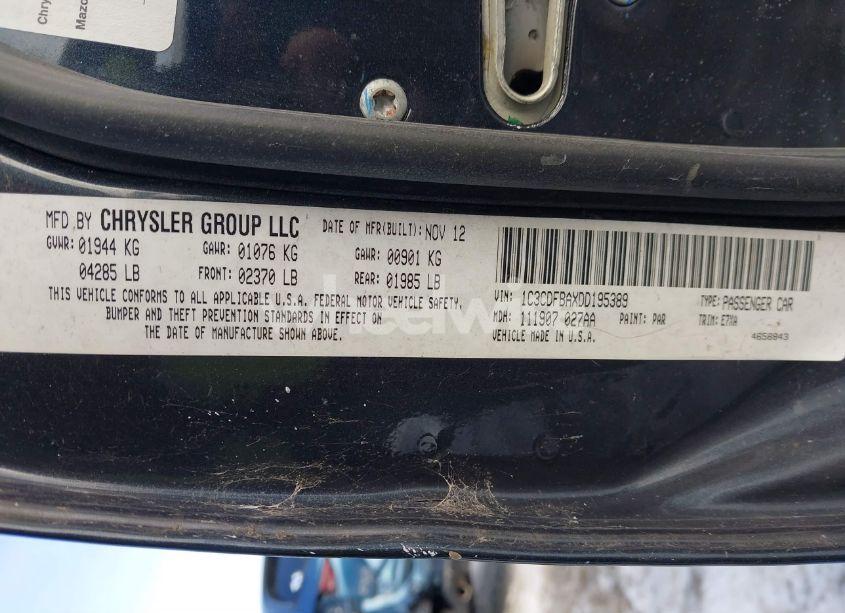 Chry
Mazo
MFD BY CHRYSLER GROUP LLC DATE OF MFR(BUILT): NOV 12
GVWR: 01944 KG GAWR: 01076 KG GAWR: 00901 KG
04285 LB FRONT: 02370 LB REAR: 01985 LB
THIS VEHICLE CONFORMS TO ALL APPLICABLE U.S.A. FEDERAL MOTOR VEHICLE SAFETY,
BUMPER AND THEFT PREVENTION STANDARDS IN EFFECT ON
THE DATE OF MANUFACTURE SHOWN ABOVE.
VIN: 1C3CDFBAXDD195389 TYPE: PASSENGER CAR
MDH: 111907 027AA PAINT: PAR TRIM: E7XA
VEHICLE MADE IN U.S.A. 4658843